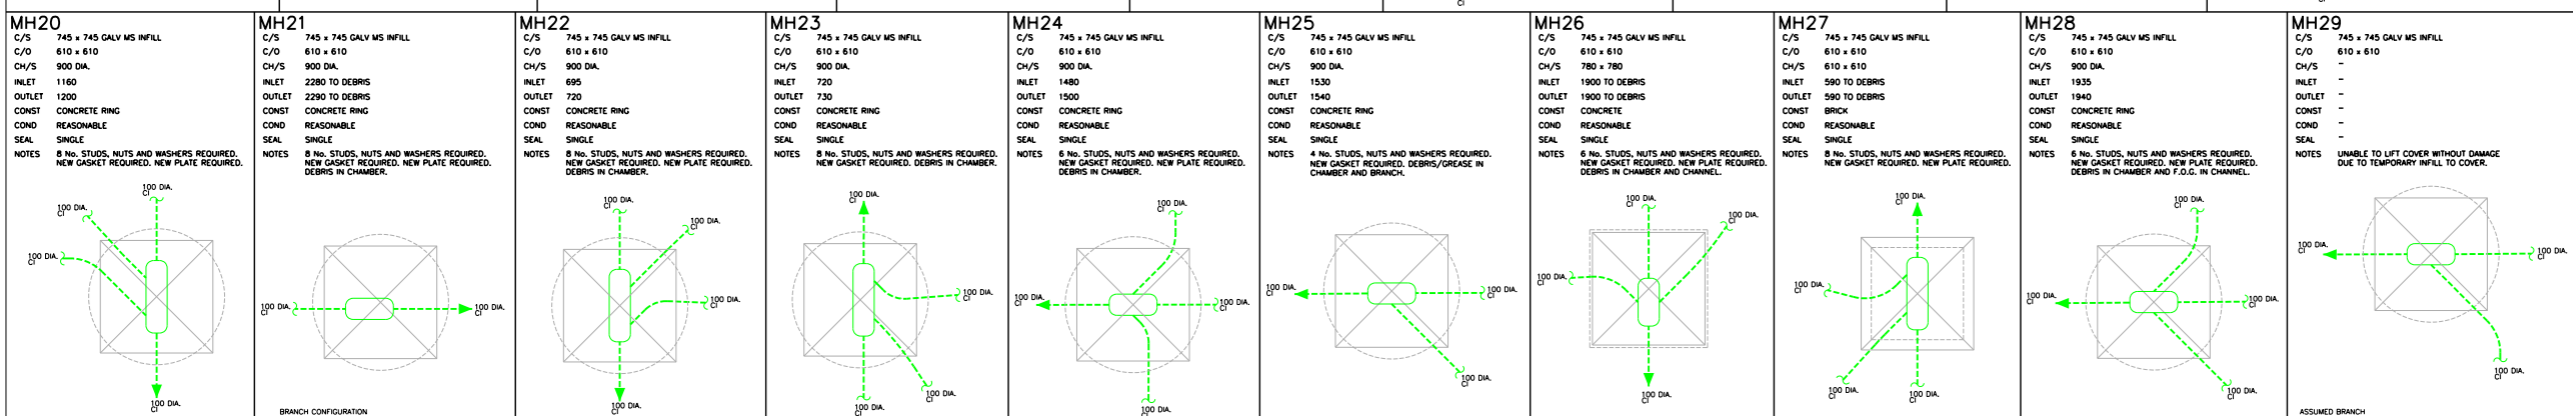 CI
CI
MH20
C/S 745 x 745 GALV MS INFILL
C/O 610 x 610
CH/S 900 DIA.
INLET 1160
OUTLET 1200
CONST CONCRETE RING
COND REASONABLE
SEAL SINGLE
NOTES 8 No. STUDS, NUTS AND WASHERS REQUIRED.
NEW GASKET REQUIRED. NEW PLATE REQUIRED.
100 DIA.
CI
100 DIA.
CI
100 DIA.
CI
100 DIA.
CI
MH21
C/S 745 x 745 GALV MS INFILL
C/O 610 x 610
CH/S 900 DIA.
INLET 2280 TO DEBRIS
OUTLET 2290 TO DEBRIS
CONST CONCRETE RING
COND REASONABLE
SEAL SINGLE
NOTES 8 No. STUDS, NUTS AND WASHERS REQUIRED.
NEW GASKET REQUIRED. NEW PLATE REQUIRED.
DEBRIS IN CHAMBER.
100 DIA.
CI
100 DIA.
CI
BRANCH CONFIGURATION
MH22
C/S 745 x 745 GALV MS INFILL
C/O 610 x 610
CH/S 900 DIA.
INLET 695
OUTLET 720
CONST CONCRETE RING
COND REASONABLE
SEAL SINGLE
NOTES 8 No. STUDS, NUTS AND WASHERS REQUIRED.
NEW GASKET REQUIRED. NEW PLATE REQUIRED.
DEBRIS IN CHAMBER.
100 DIA.
CI
100 DIA.
CI
100 DIA.
CI
100 DIA.
CI
MH23
C/S 745 x 745 GALV MS INFILL
C/O 610 x 610
CH/S 900 DIA.
INLET 720
OUTLET 730
CONST CONCRETE RING
COND REASONABLE
SEAL SINGLE
NOTES 8 No. STUDS, NUTS AND WASHERS REQUIRED.
NEW GASKET REQUIRED. DEBRIS IN CHAMBER.
100 DIA.
CI
100 DIA.
CI
100 DIA.
CI
100 DIA.
CI
MH24
C/S 745 x 745 GALV MS INFILL
C/O 610 x 610
CH/S 900 DIA.
INLET 1480
OUTLET 1500
CONST CONCRETE RING
COND REASONABLE
SEAL SINGLE
NOTES 6 No. STUDS, NUTS AND WASHERS REQUIRED.
NEW GASKET REQUIRED. NEW PLATE REQUIRED.
DEBRIS IN CHAMBER.
100 DIA.
CI
100 DIA.
CI
100 DIA.
CI
100 DIA.
CI
MH25
C/S 745 x 745 GALV MS INFILL
C/O 610 x 610
CH/S 900 DIA.
INLET 1530
OUTLET 1540
CONST CONCRETE RING
COND REASONABLE
SEAL SINGLE
NOTES 4 No. STUDS, NUTS AND WASHERS REQUIRED.
NEW GASKET REQUIRED. DEBRIS/GREASE IN
CHAMBER AND BRANCH.
100 DIA.
CI
100 DIA.
CI
100 DIA.
CI
MH26
C/S 745 x 745 GALV MS INFILL
C/O 610 x 610
CH/S 780 x 780
INLET 1900 TO DEBRIS
OUTLET 1900 TO DEBRIS
CONST CONCRETE
COND REASONABLE
SEAL SINGLE
NOTES 6 No. STUDS, NUTS AND WASHERS REQUIRED.
NEW GASKET REQUIRED. NEW PLATE REQUIRED.
DEBRIS IN CHAMBER AND CHANNEL.
100 DIA.
CI
100 DIA.
CI
100 DIA.
CI
100 DIA.
CI
MH27
C/S 745 x 745 GALV MS INFILL
C/O 610 x 610
CH/S 610 x 610
INLET 590 TO DEBRIS
OUTLET 590 TO DEBRIS
CONST BRICK
COND REASONABLE
SEAL SINGLE
NOTES 8 No. STUDS, NUTS AND WASHERS REQUIRED.
NEW GASKET REQUIRED. NEW PLATE REQUIRED.
100 DIA.
CI
100 DIA.
CI
100 DIA.
CI
100 DIA.
CI
MH28
C/S 745 x 745 GALV MS INFILL
C/O 610 x 610
CH/S 900 DIA.
INLET 1935
OUTLET 1940
CONST CONCRETE RING
COND REASONABLE
SEAL SINGLE
NOTES 6 No. STUDS, NUTS AND WASHERS REQUIRED.
NEW GASKET REQUIRED. NEW PLATE REQUIRED.
DEBRIS IN CHAMBER AND F.O.G. IN CHANNEL.
100 DIA.
CI
100 DIA.
CI
100 DIA.
CI
100 DIA.
CI
MH29
C/S 745 x 745 GALV MS INFILL
C/O 610 x 610
CH/S -
INLET -
OUTLET -
CONST -
COND -
SEAL -
NOTES UNABLE TO LIFT COVER WITHOUT DAMAGE
DUE TO TEMPORARY INFILL TO COVER.
100 DIA.
CI
100 DIA.
CI
100 DIA.
CI
ASSUMED BRANCH